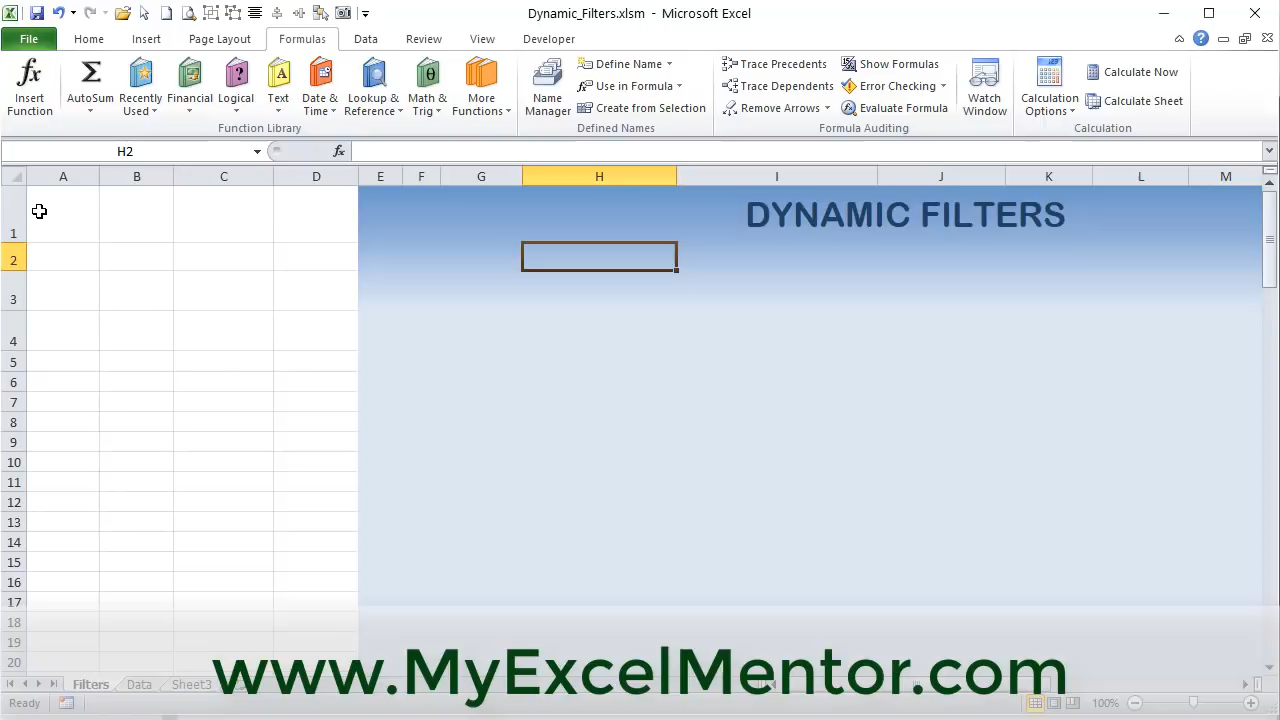 Dynamic_Filters.xlsm - Microsoft Excel
File Home Insert Page Layout Formulas Data Review View Developer
Insert Function
AutoSum
Recently Used
Financial
Logical
Text
Date & Time
Lookup & Reference
Math & Trig
More Functions
Function Library
Name Manager
Define Name
Use in Formula
Create from Selection
Defined Names
Trace Precedents
Trace Dependents
Remove Arrows
Show Formulas
Error Checking
Evaluate Formula
Formula Auditing
Watch Window
Calculation Options
Calculate Now
Calculate Sheet
Calculation
H2
fx
A B C D E F G H I J K L M
DYNAMIC FILTERS
1
2
3
4
5
6
7
8
9
10
11
12
13
14
15
16
17
18
19
20
www.MyExcelMentor.com
Filters Data Sheet3
Ready
100%